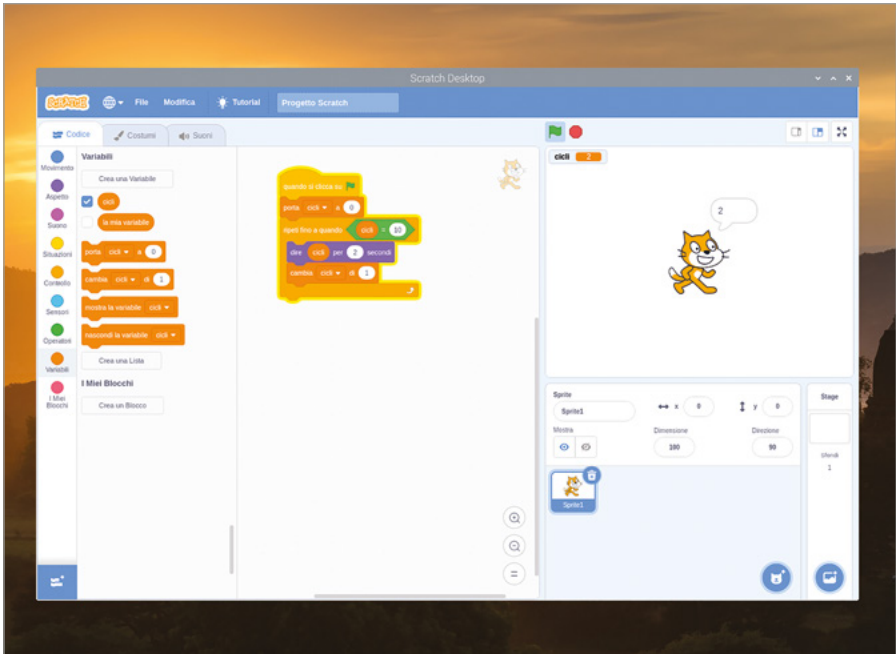 Scratch Desktop
SCRATCH File Modifica Tutorial Progetto Scratch
Codice Costumi Suoni
Movimento
Aspetto
Suono
Situazioni
Controllo
Sensori
Operatori
Variabili
I Miei
Blocchi
Variabili
Crea una Variabile
cicli
la mia variabile
porta cicli a 0
cambia cicli di 1
mostra la variabile cicli
nascondi la variabile cicli
Crea una Lista
I Miei Blocchi
Crea un Blocco
quando si clicca su
porta cicli a 0
ripeti fino a quando cicli = 10
dire cicli per 2 secondi
cambia cicli di 1
cicli 2
2
Sprite
Sprite1 x 0 y 0
Mostra Dimensione Direzione
100 90
Sprite1
Stage
Sfondi
1